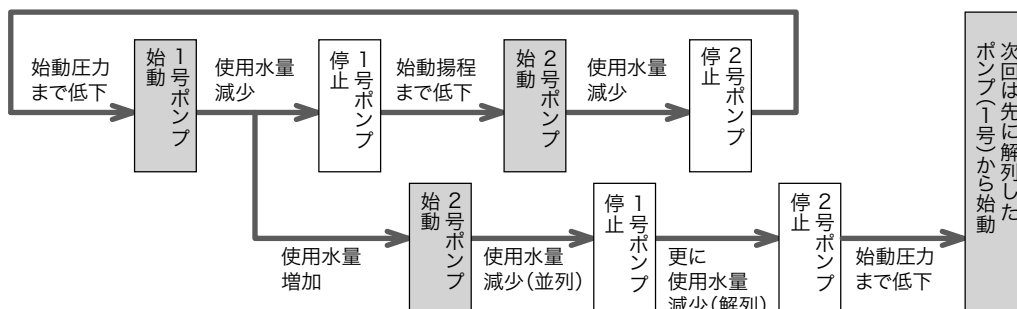 始動圧力
まで低下
1号ポンプ
始動
使用水量
減少
1号ポンプ
停止
始動揚程
まで低下
2号ポンプ
始動
使用水量
減少
2号ポンプ
停止
使用水量
増加
2号ポンプ
始動
使用水量
減少(並列)
1号ポンプ
停止
更に
使用水量
減少(解列)
2号ポンプ
停止
始動圧力
まで低下
次回は先に解列した
ポンプ(1号)から始動